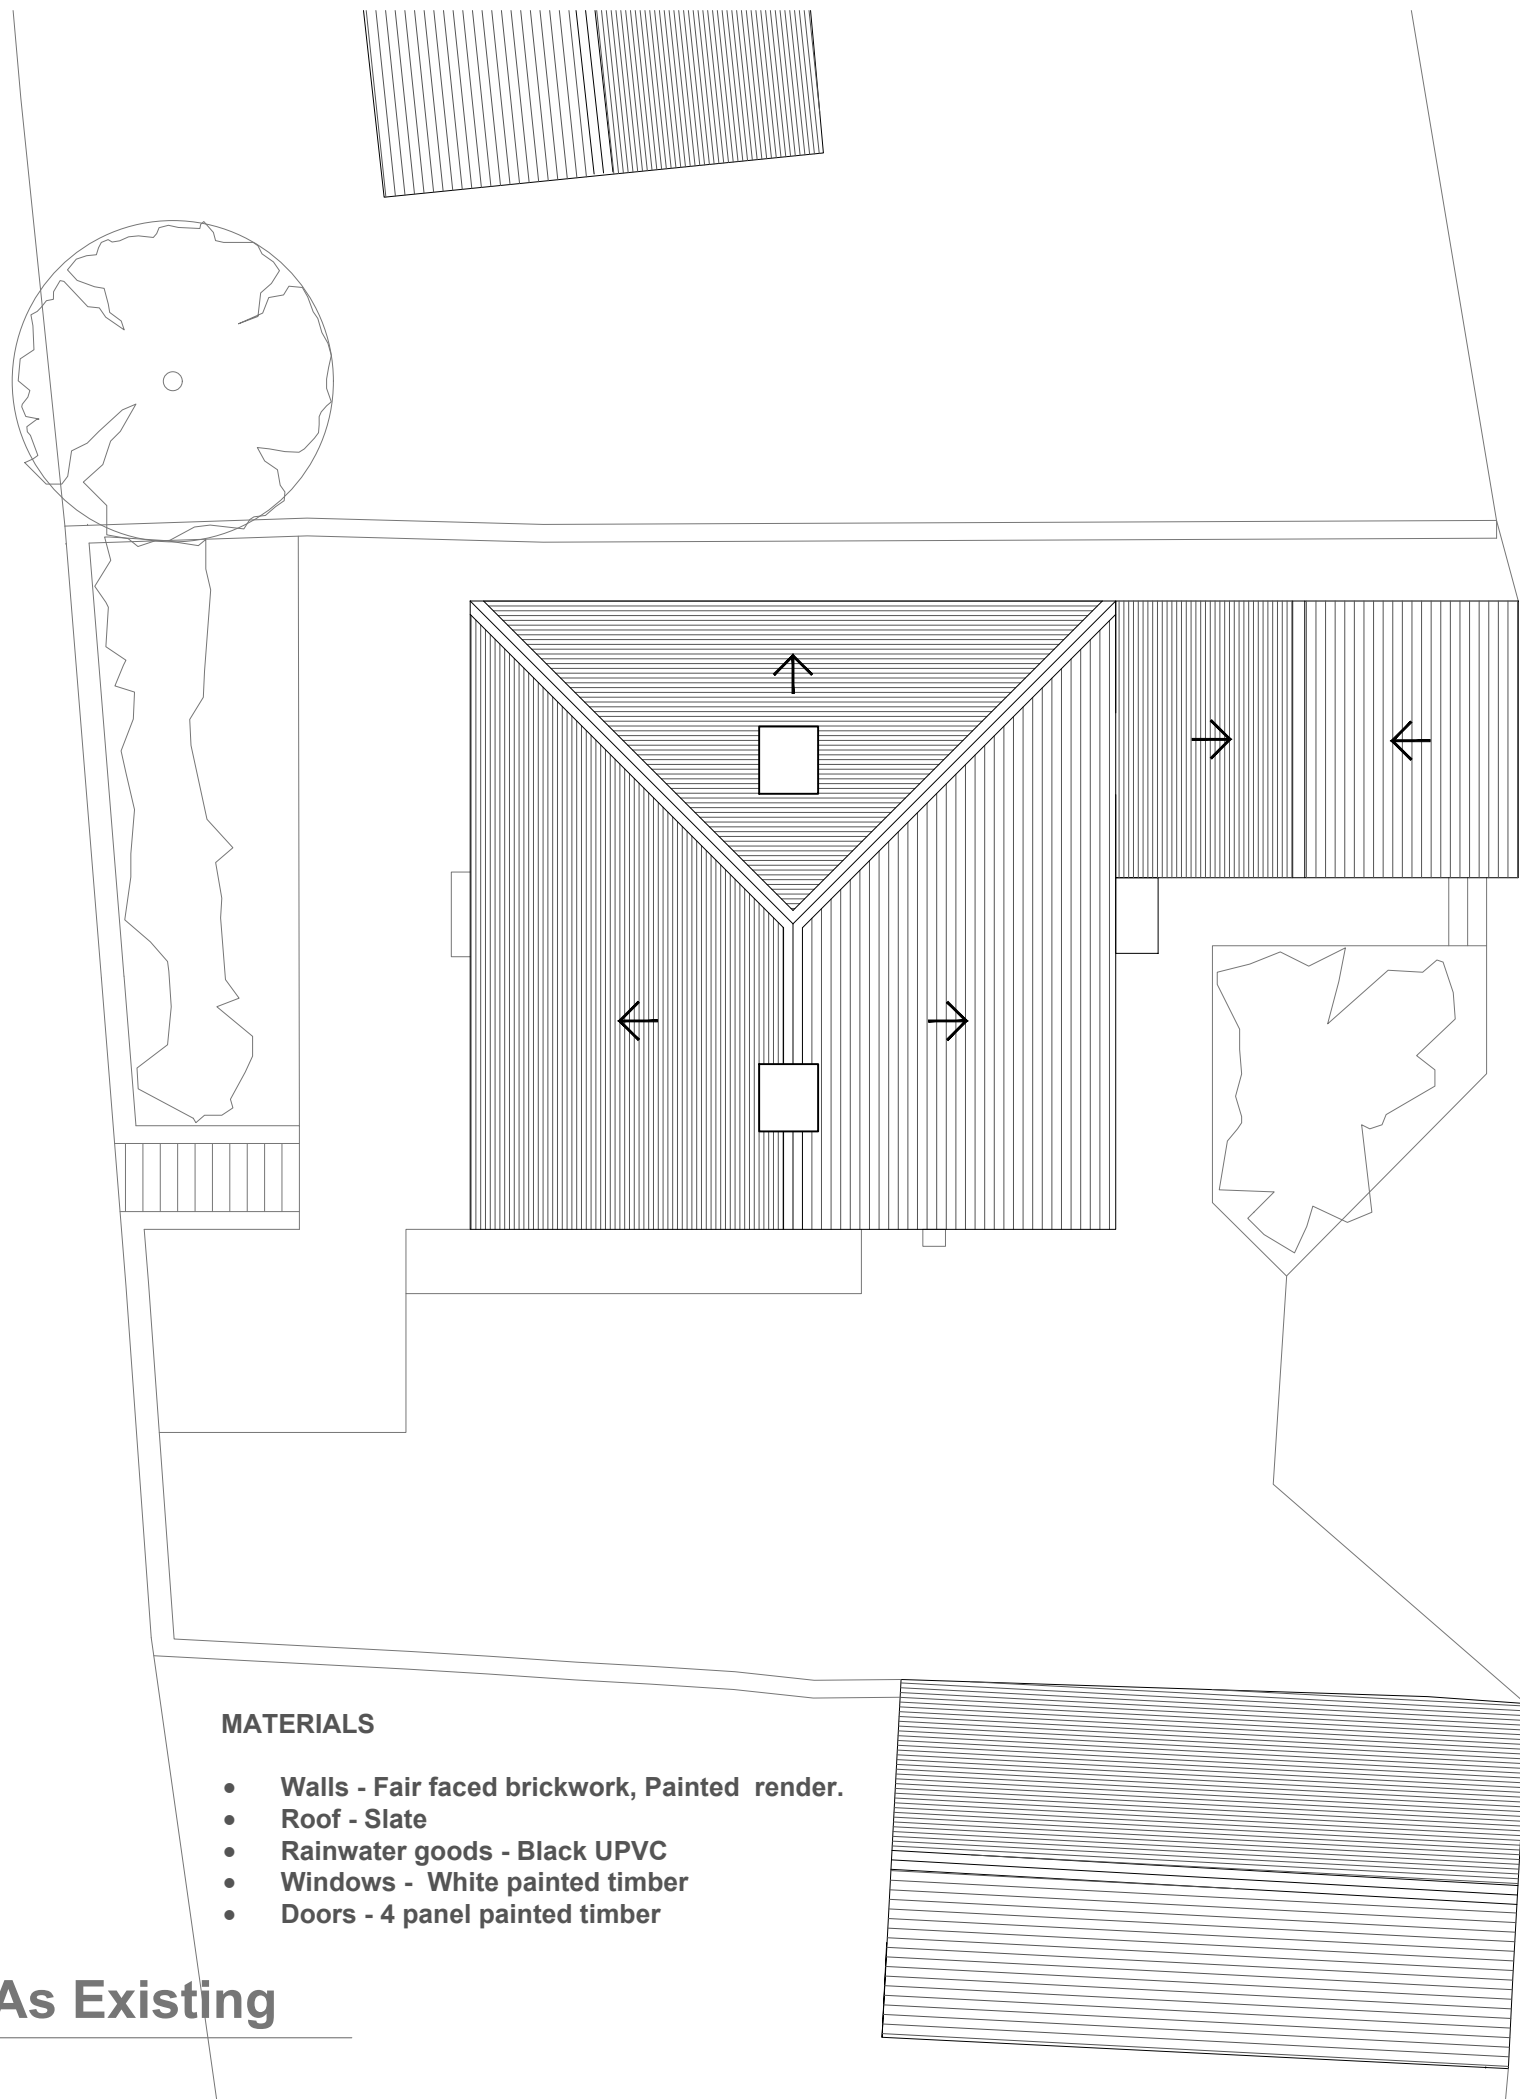 MATERIALS
• Walls - Fair faced brickwork, Painted  render.
• Roof - Slate
• Rainwater goods - Black UPVC
• Windows -  White painted timber
• Doors - 4 panel painted timber
As Existing